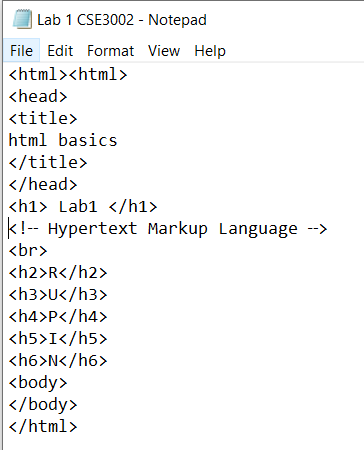 Lab 1 CSE3002 - Notepad
File Edit Format View Help
<html><html>
<head>
<title>
html basics
</title>
</head>
<h1> Lab1 </h1>
<!-- Hypertext Markup Language -->
<br>
<h2>R</h2>
<h3>U</h3>
<h4>P</h4>
<h5>I</h5>
<h6>N</h6>
<body>
</body>
</html>